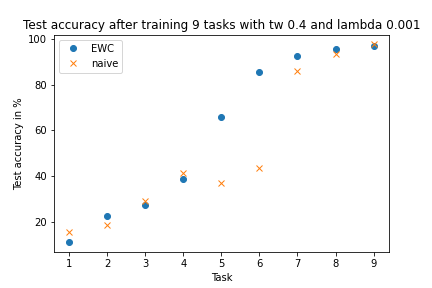 Test accuracy after training 9 tasks with tw 0.4 and lambda 0.001
EWC
naive
Test accuracy in %
100
80
60
40
20
1 2 3 4 5 6 7 8 9
Task